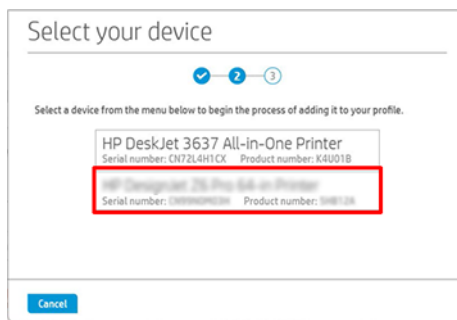 Select your device
2
3
Select a device from the menu below to begin the process of adding it to your profile.
HP DeskJet 3637 All-in-One Printer
Serial number: CN72L4H1CX Product number: K4U01B
Serial number: Product number:
Cancel